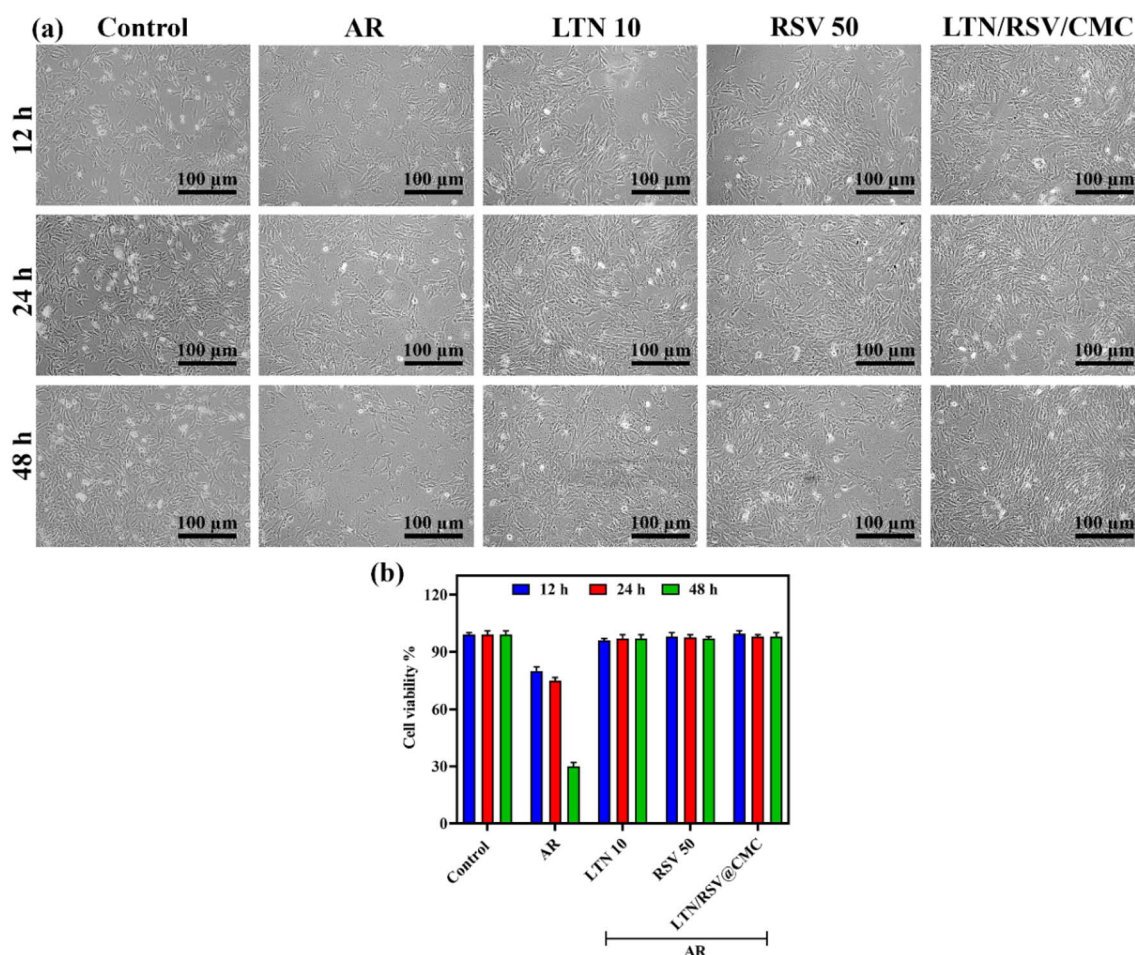 (a)
Control AR LTN 10 RSV 50 LTN/RSV/CMC
12 h
100 µm 100 µm 100 µm 100 µm 100 µm
24 h
100 µm 100 µm 100 µm 100 µm 100 µm
48 h
100 µm 100 µm 100 µm 100 µm 100 µm
(b)
12 h 24 h 48 h
Cell viability %
120
90
60
30
0
Control AR LTN 10 RSV 50 LTN/RSV@CMC
AR